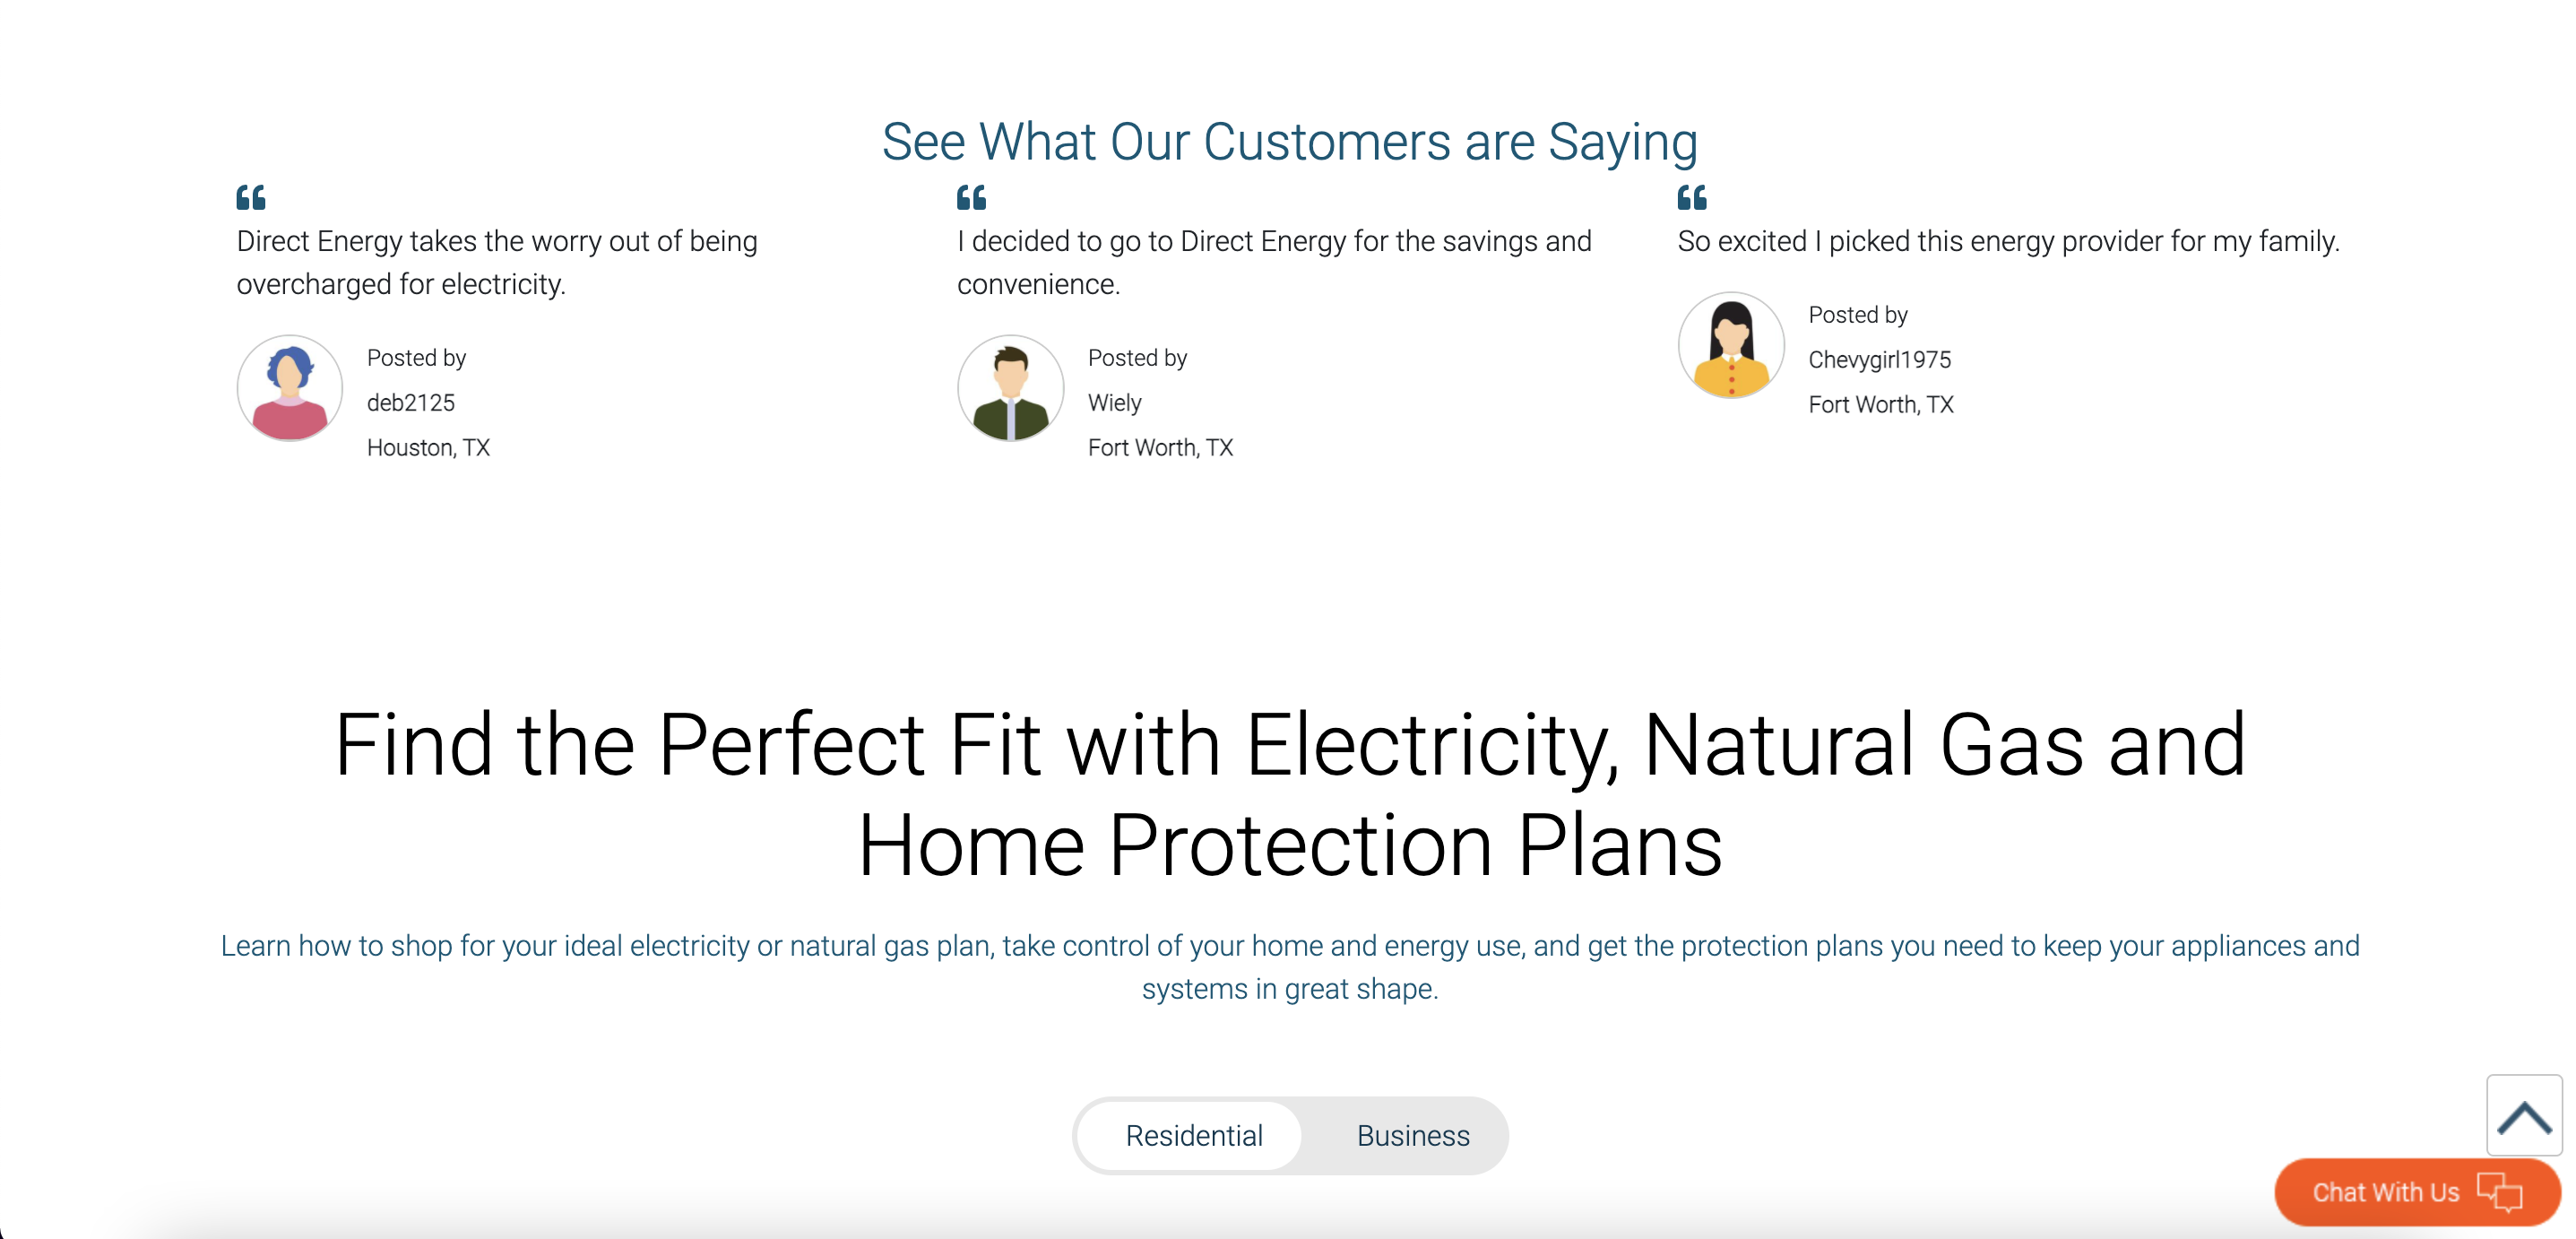 See What Our Customers are Saying
Direct Energy takes the worry out of being
overcharged for electricity.
Posted by
deb2125
Houston, TX
I decided to go to Direct Energy for the savings and
convenience.
Posted by
Wiely
Fort Worth, TX
So excited I picked this energy provider for my family.
Posted by
Chevygirl1975
Fort Worth, TX
Find the Perfect Fit with Electricity, Natural Gas and
Home Protection Plans
Learn how to shop for your ideal electricity or natural gas plan, take control of your home and energy use, and get the protection plans you need to keep your appliances and
systems in great shape.
Residential
Business
Chat With Us